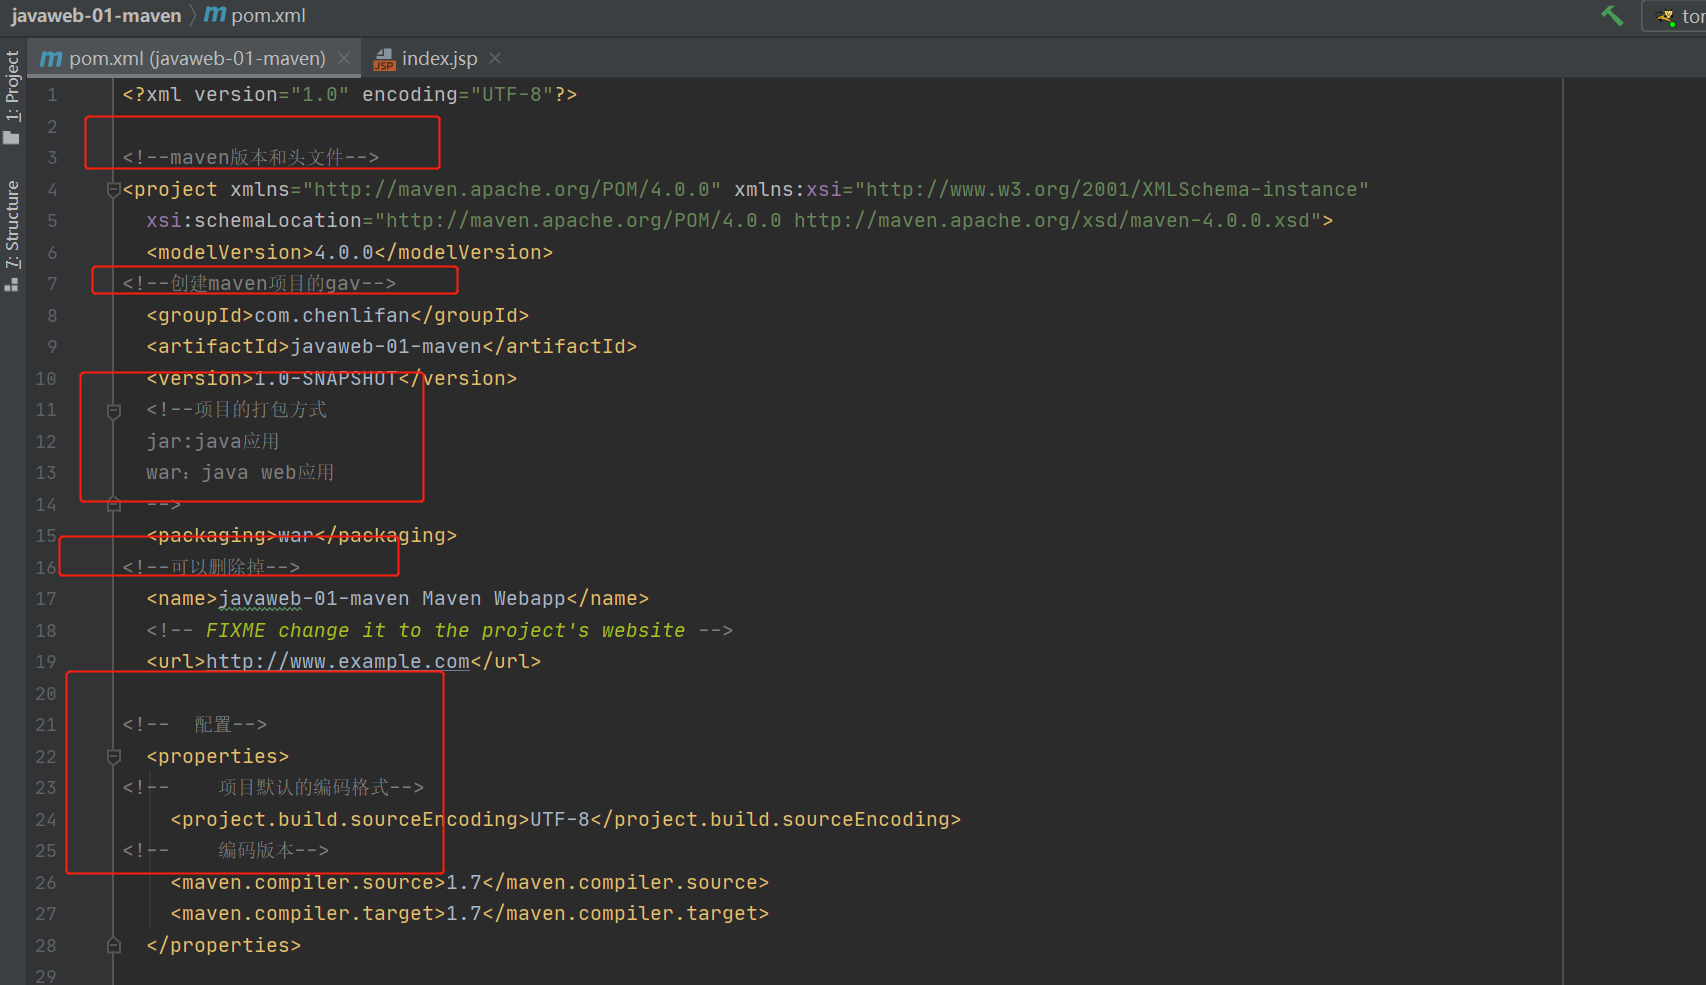 javaweb-01-maven pom.xml
pom.xml (javaweb-01-maven) index.jsp
1: Project
7: Structure
1 <?xml version="1.0" encoding="UTF-8"?>
2
3 <!--maven版本和头文件-->
4 <project xmlns="http://maven.apache.org/POM/4.0.0" xmlns:xsi="http://www.w3.org/2001/XMLSchema-instance"
5 xsi:schemaLocation="http://maven.apache.org/POM/4.0.0 http://maven.apache.org/xsd/maven-4.0.0.xsd">
6 <modelVersion>4.0.0</modelVersion>
7 <!--创建maven项目的gav-->
8 <groupId>com.chenlifan</groupId>
9 <artifactId>javaweb-01-maven</artifactId>
10 <version>1.0-SNAPSHOT</version>
11 <!--项目的打包方式
12 jar:java应用
13 war：java web应用
14 -->
15 <packaging>war</packaging>
16 <!--可以删除掉-->
17 <name>javaweb-01-maven Maven Webapp</name>
18 <!-- FIXME change it to the project's website -->
19 <url>http://www.example.com</url>
20
21 <!-- 配置-->
22 <properties>
23 <!-- 项目默认的编码格式-->
24 <project.build.sourceEncoding>UTF-8</project.build.sourceEncoding>
25 <!-- 编码版本-->
26 <maven.compiler.source>1.7</maven.compiler.source>
27 <maven.compiler.target>1.7</maven.compiler.target>
28 </properties>
29